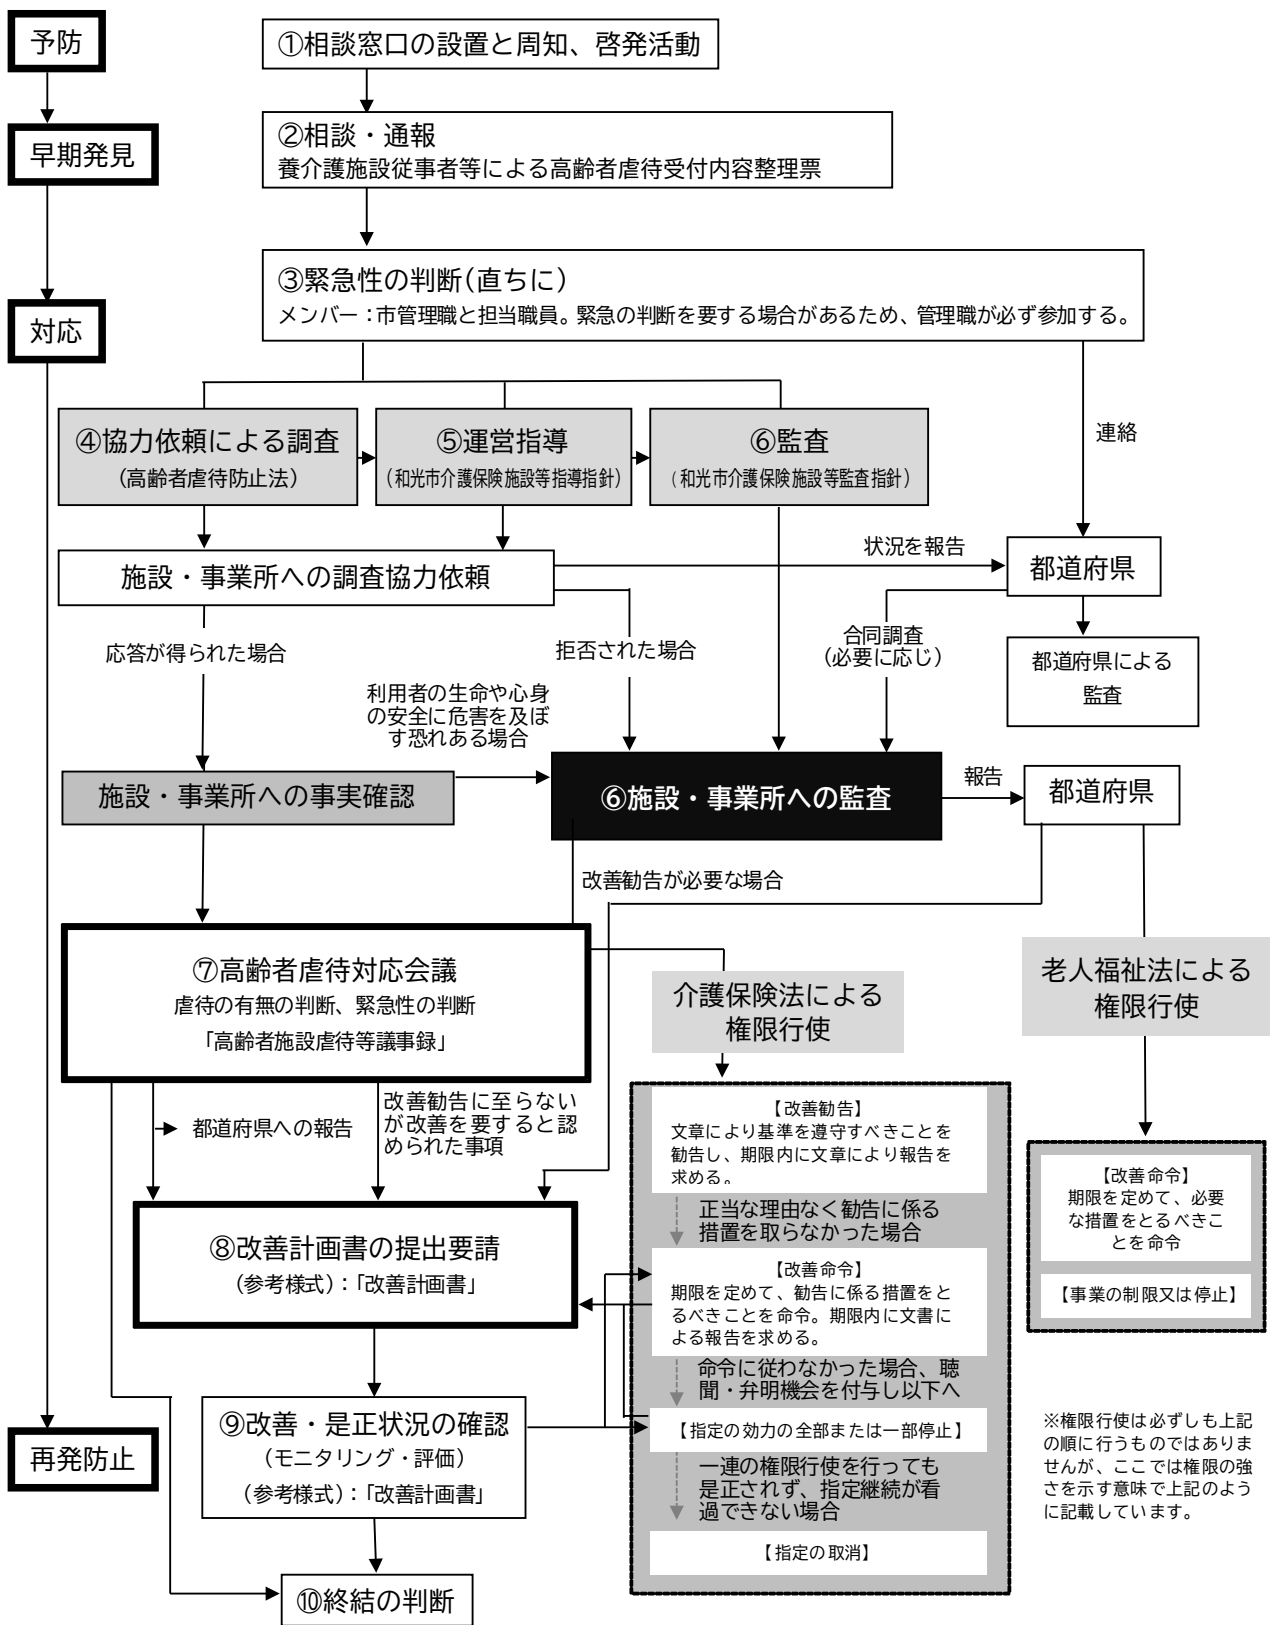 予防
①相談窓口の設置と周知、啓発活動
早期発見
②相談・通報
養介護施設従事者等による高齢者虐待受付内容整理票
対応
③緊急性の判断(直ちに)
メンバー：市管理職と担当職員。緊急の判断を要する場合があるため、管理職が必ず参加する。
④協力依頼による調査
(高齢者虐待防止法)
⑤運営指導
(和光市介護保険施設等指導指針)
⑥監査
(和光市介護保険施設等監査指針)
連絡
施設・事業所への調査協力依頼
状況を報告
都道府県
応答が得られた場合
拒否された場合
合同調査
(必要に応じ)
都道府県による
監査
利用者の生命や心身
の安全に危害を及ぼ
す恐れある場合
施設・事業所への事実確認
⑥施設・事業所への監査
報告
都道府県
改善勧告が必要な場合
⑦高齢者虐待対応会議
虐待の有無の判断、緊急性の判断
「高齢者施設虐待等議事録」
介護保険法による
権限行使
老人福祉法による
権限行使
都道府県への報告
改善勧告に至らない
が改善を要すると認
められた事項
【改善勧告】
文章により基準を遵守すべきことを
勧告し、期限内に文章により報告を
求める。
正当な理由なく勧告に係る
措置を取らなかった場合
【改善命令】
期限を定めて、必要
な措置をとるべきこ
とを命令
【事業の制限又は停止】
⑧改善計画書の提出要請
(参考様式)：「改善計画書」
【改善命令】
期限を定めて、勧告に係る措置をと
るべきことを命令。期限内に文書に
よる報告を求める。
命令に従わなかった場合、聴
聞・弁明機会を付与し以下へ
⑨改善・是正状況の確認
(モニタリング・評価)
(参考様式)：「改善計画書」
再発防止
【指定の効力の全部または一部停止】
一連の権限行使を行っても
是正されず、指定継続が看
過できない場合
【指定の取消】
※権限行使は必ずしも上記
の順に行うものではありま
せんが、ここでは権限の強
さを示す意味で上記のよう
に記載しています。
⑩終結の判断